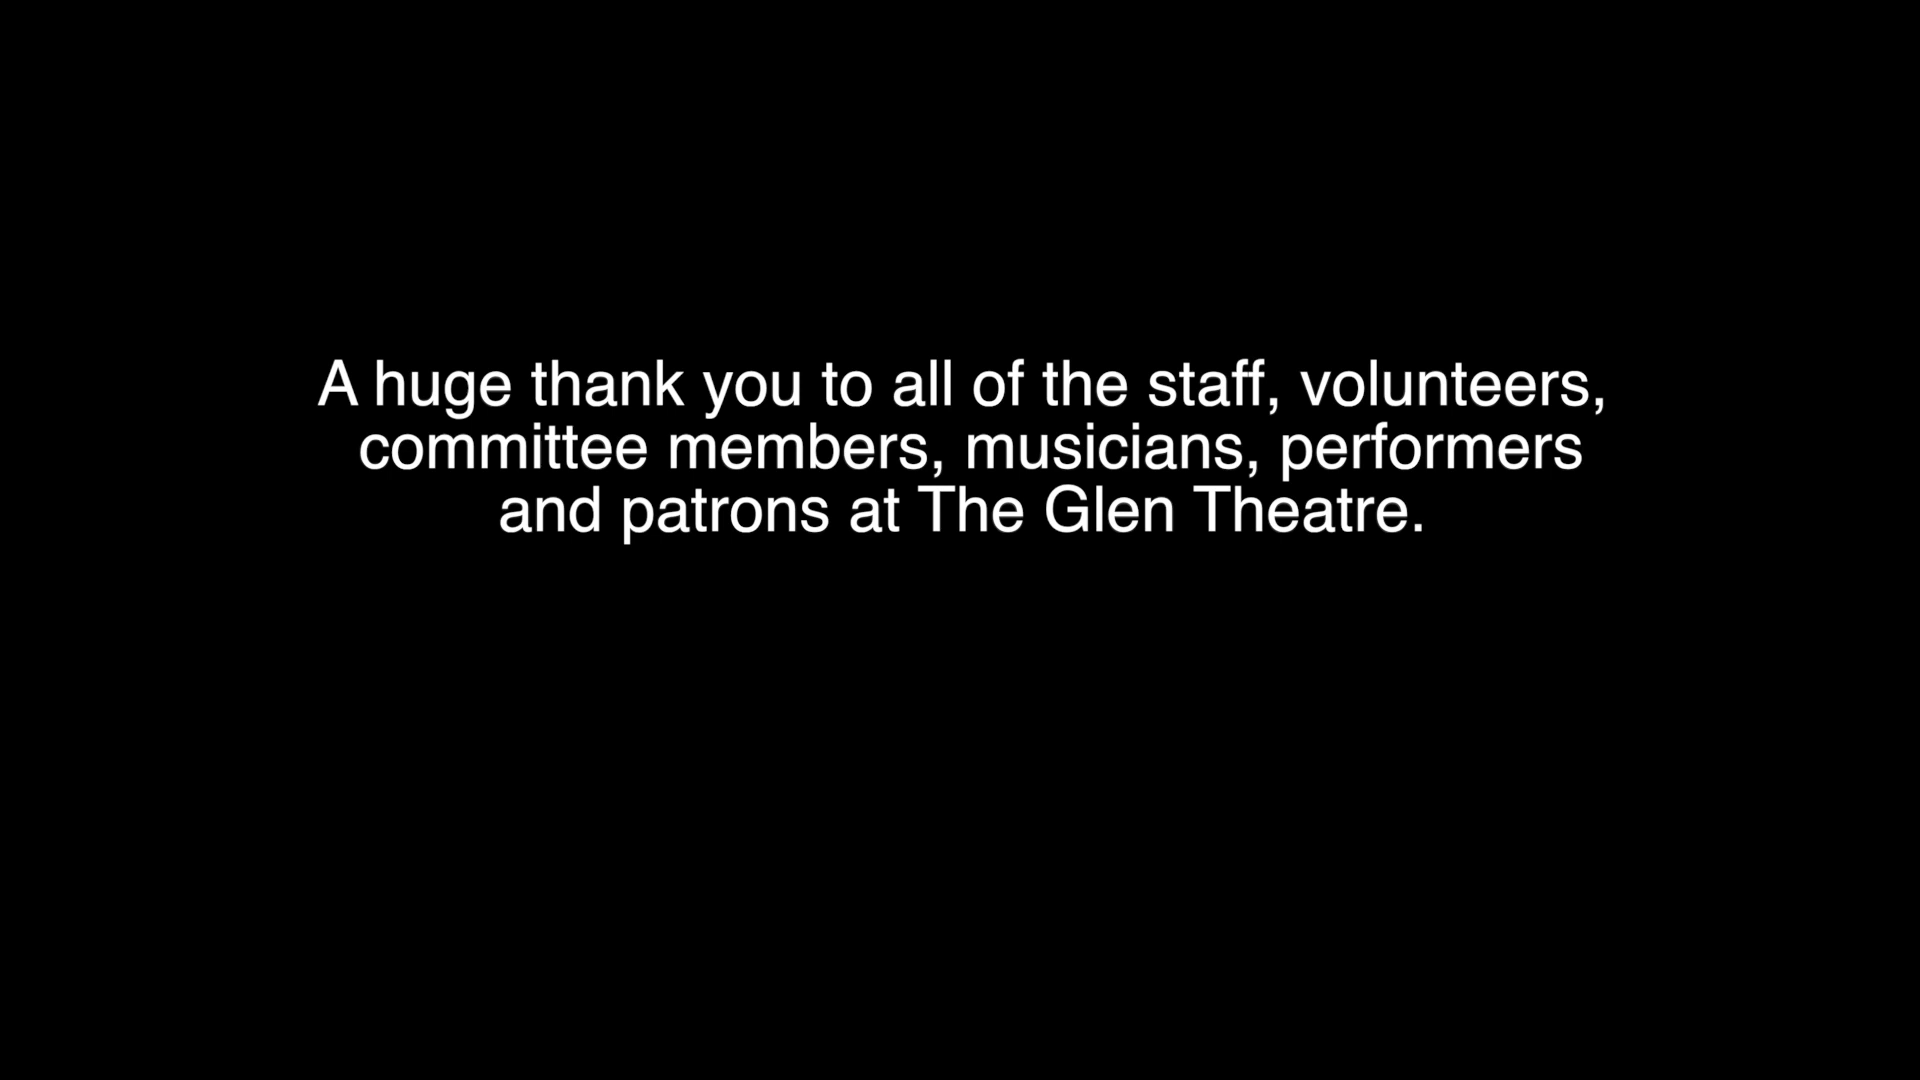 A huge thank you to all of the staff, volunteers,
committee members, musicians, performers
and patrons at The Glen Theatre.